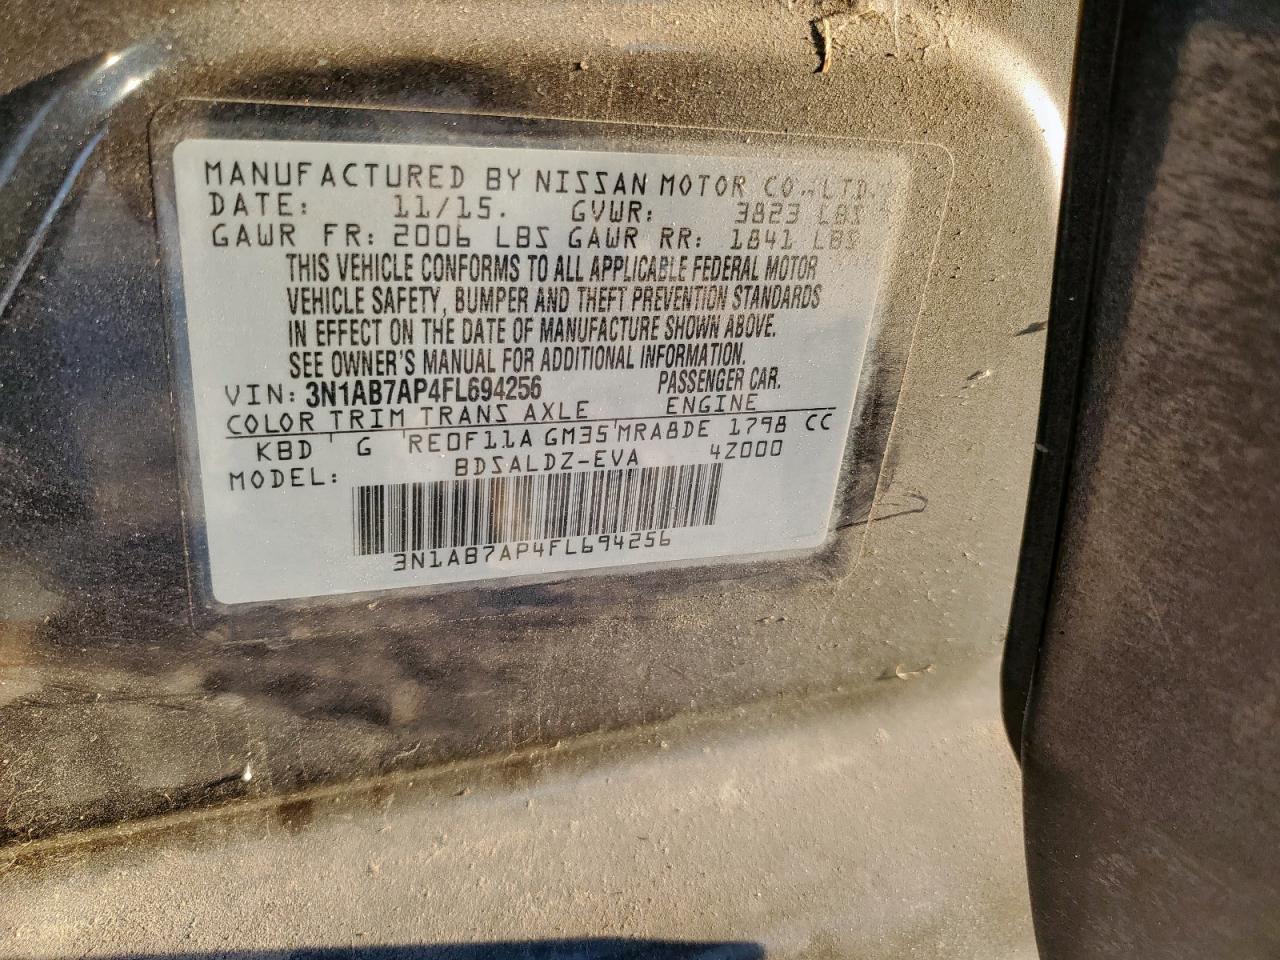 MANUFACTURED BY NISSAN MOTOR CO., LTD.
DATE: 11/15. GVWR: 3823 LBS
GAWR FR: 2006 LBS GAWR RR: 1841 LBS
THIS VEHICLE CONFORMS TO ALL APPLICABLE FEDERAL MOTOR
VEHICLE SAFETY, BUMPER AND THEFT PREVENTION STANDARDS
IN EFFECT ON THE DATE OF MANUFACTURE SHOWN ABOVE.
SEE OWNER'S MANUAL FOR ADDITIONAL INFORMATION.
VIN: 3N1AB7AP4FL694256 PASSENGER CAR.
COLOR TRIM TRANS AXLE ENGINE
KBD G RE0F11A GM35 MRA8DE 1798 CC
MODEL: BDSALDZ-EVA 4Z000
3N1AB7AP4FL694256